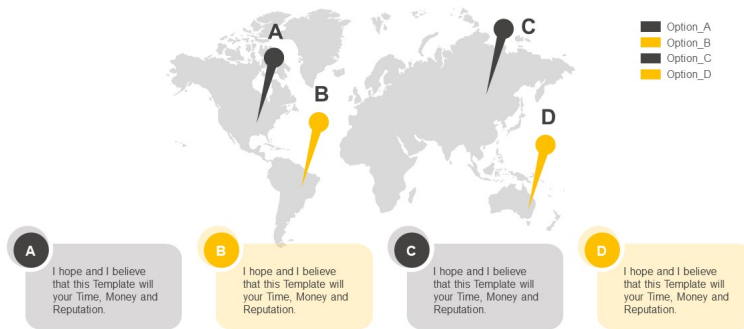 A
C
B
D
Option_A
Option_B
Option_C
Option_D
A
I hope and I believe
that this Template will
your Time, Money and
Reputation.
B
I hope and I believe
that this Template will
your Time, Money and
Reputation.
C
I hope and I believe
that this Template will
your Time, Money and
Reputation.
D
I hope and I believe
that this Template will
your Time, Money and
Reputation.